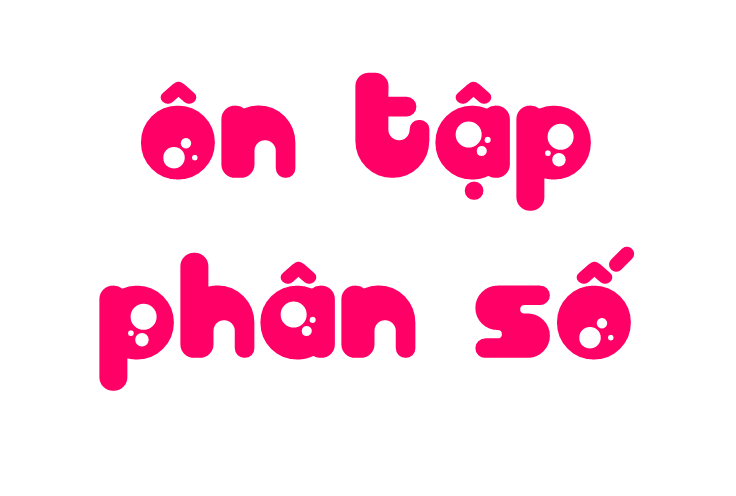 ôn tập
phân số